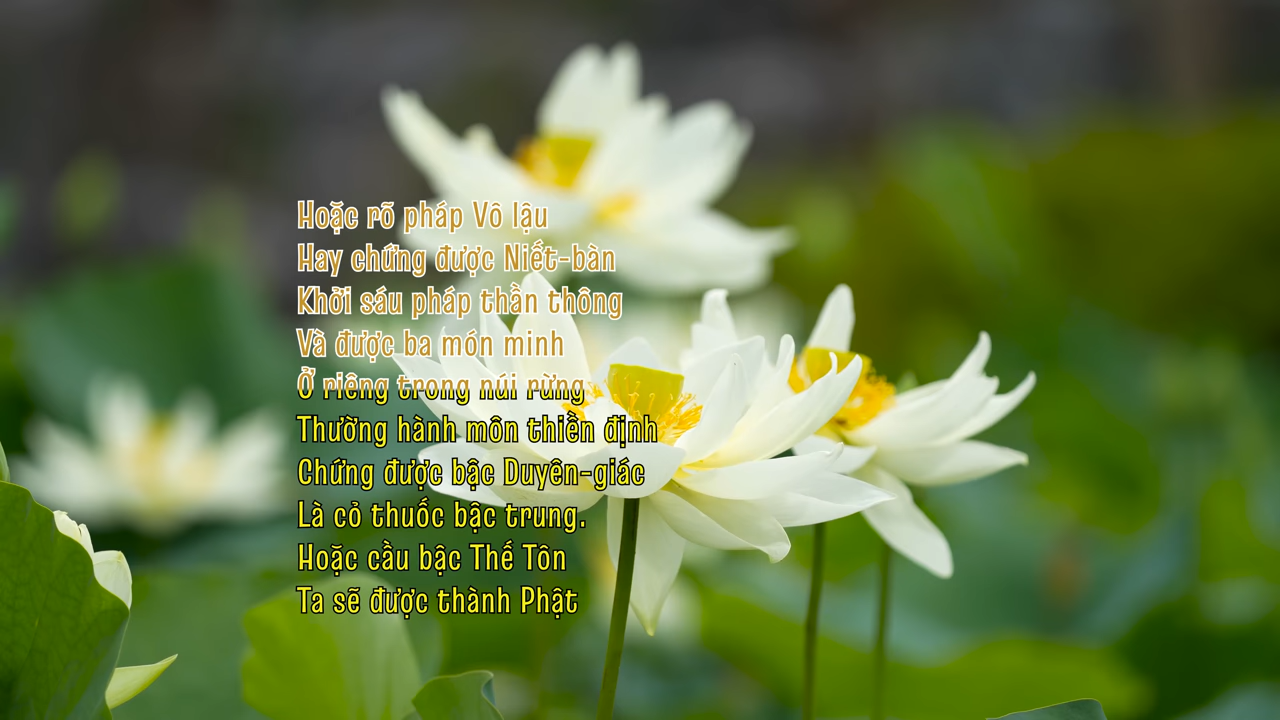 Hoặc rõ pháp Vô lậu
Hay chứng được Niết-bàn
Khởi sáu pháp thần thông
Và được ba món minh
Ở riêng trong núi rừng
Thường hành môn thiền định
Chứng được bậc Duyên-giác
Là cỏ thuốc bậc trung.
Hoặc cầu bậc Thế Tôn
Ta sẽ được thành Phật